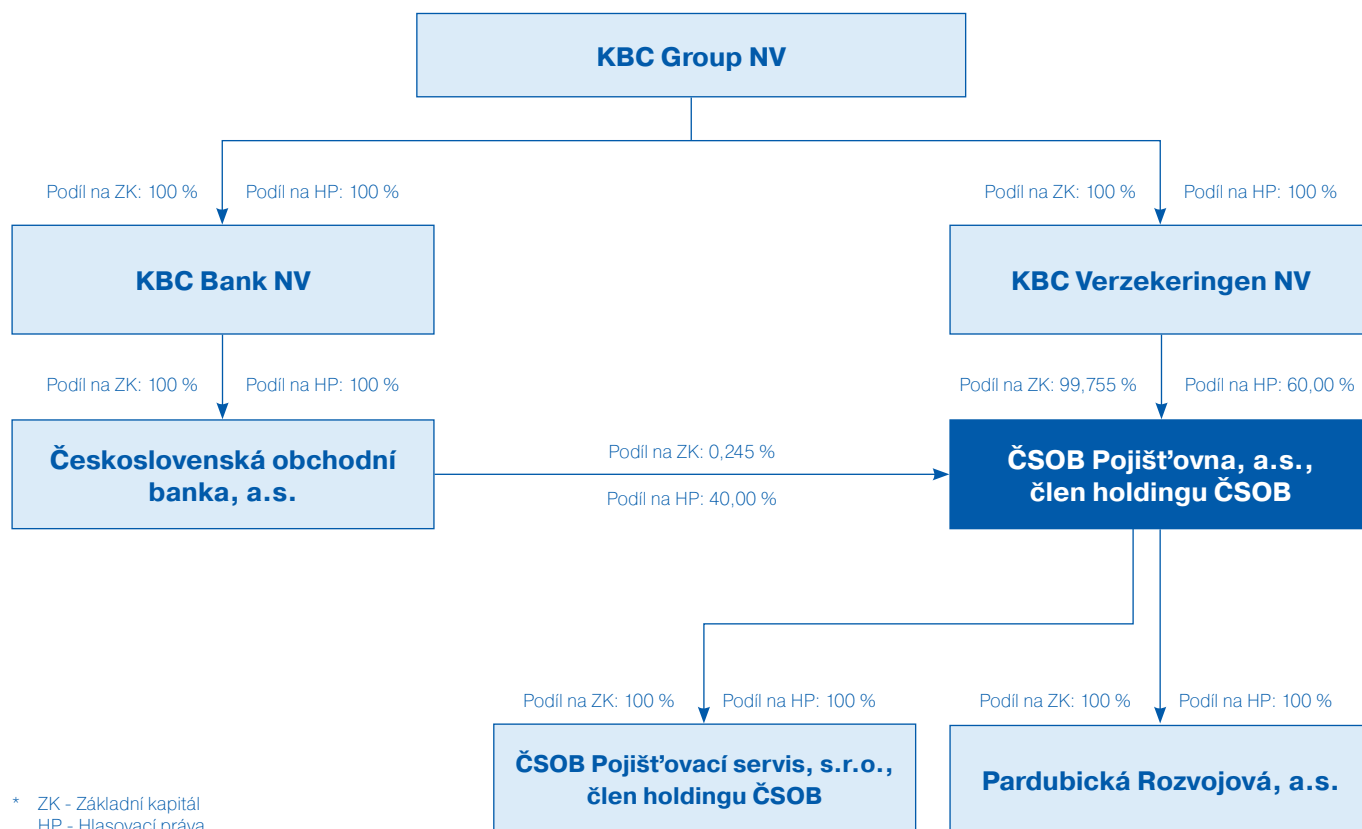 KBC Group NV
Podíl na ZK: 100 % Podíl na HP: 100 %
Podíl na ZK: 100 % Podíl na HP: 100 %
KBC Bank NV
KBC Verzekeringen NV
Podíl na ZK: 100 % Podíl na HP: 100 %
Podíl na ZK: 99,755 % Podíl na HP: 60,00 %
Československá obchodní
banka, a.s.
Podíl na ZK: 0,245 %
Podíl na HP: 40,00 %
ČSOB Pojišťovna, a.s.,
člen holdingu ČSOB
Podíl na ZK: 100 % Podíl na HP: 100 %
Podíl na ZK: 100 % Podíl na HP: 100 %
ČSOB Pojišťovací servis, s.r.o.,
člen holdingu ČSOB
Pardubická Rozvojová, a.s.
* ZK - Základní kapitál
HP - Hlasovací práva